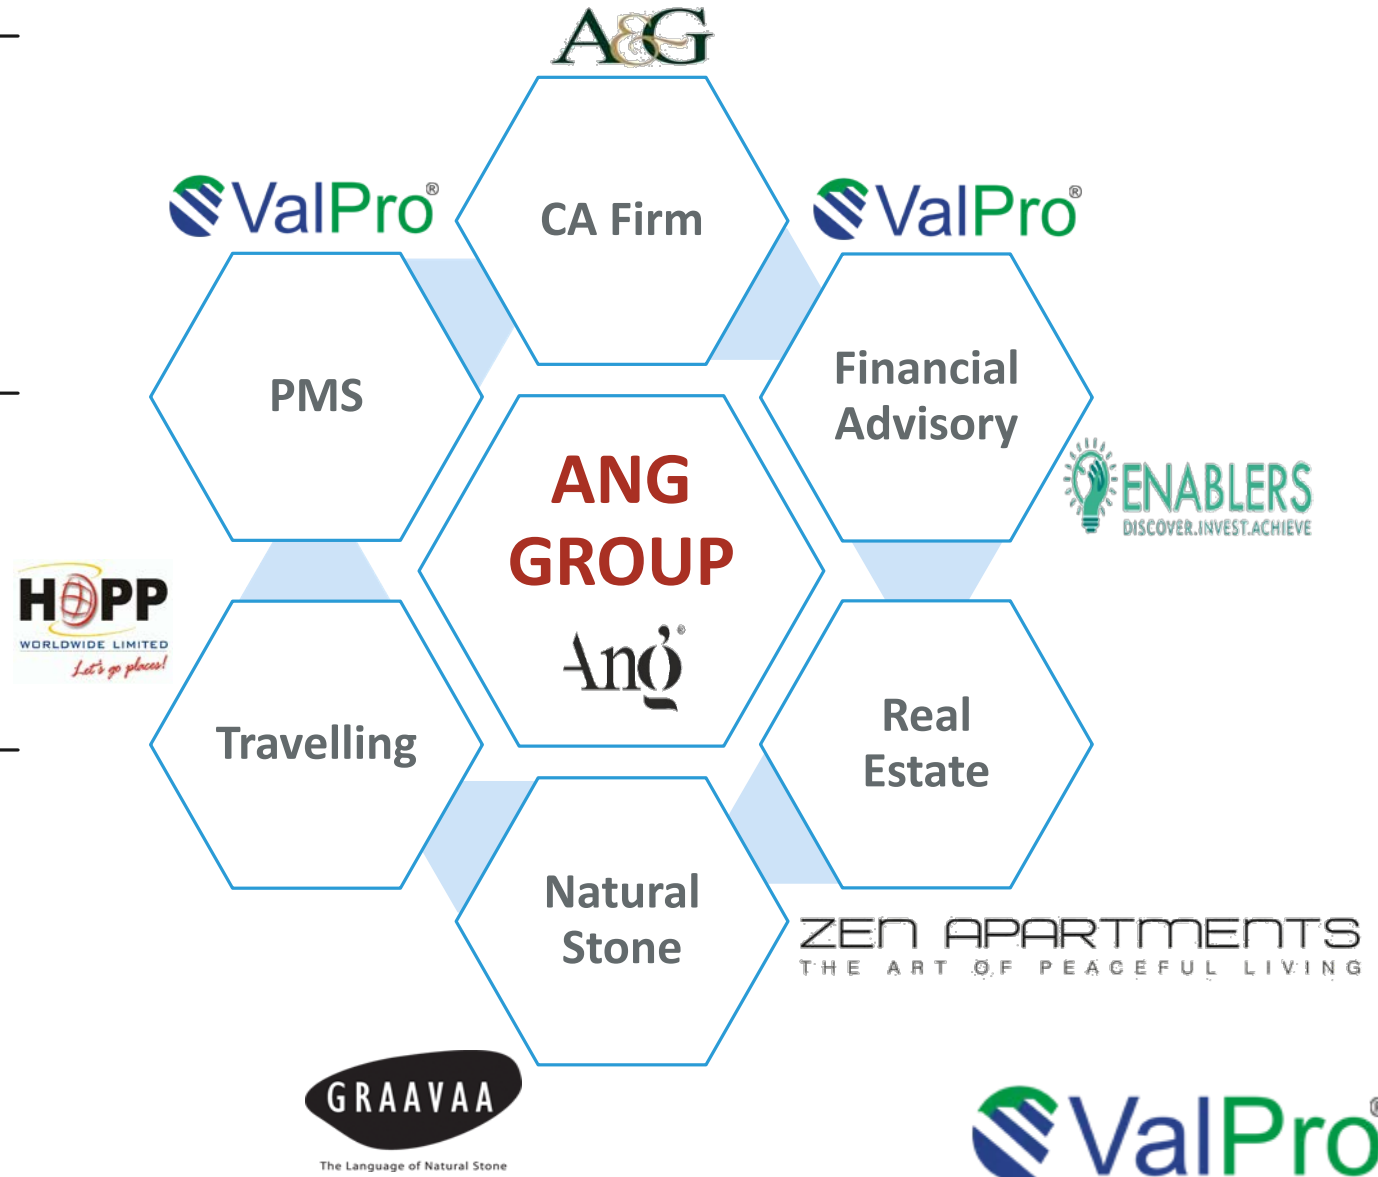 A&G
ValPro®
CA Firm
ValPro®
PMS
Financial
Advisory
ANG
GROUP
Ang®
ENABLERS
DISCOVER.INVEST.ACHIEVE
HOPP
WORLDWIDE LIMITED
Let's go places!
Travelling
Real
Estate
Natural
Stone
ZEN APARTMENTS
THE ART OF PEACEFUL LIVING
GRAAVAA
The Language of Natural Stone
ValPro®